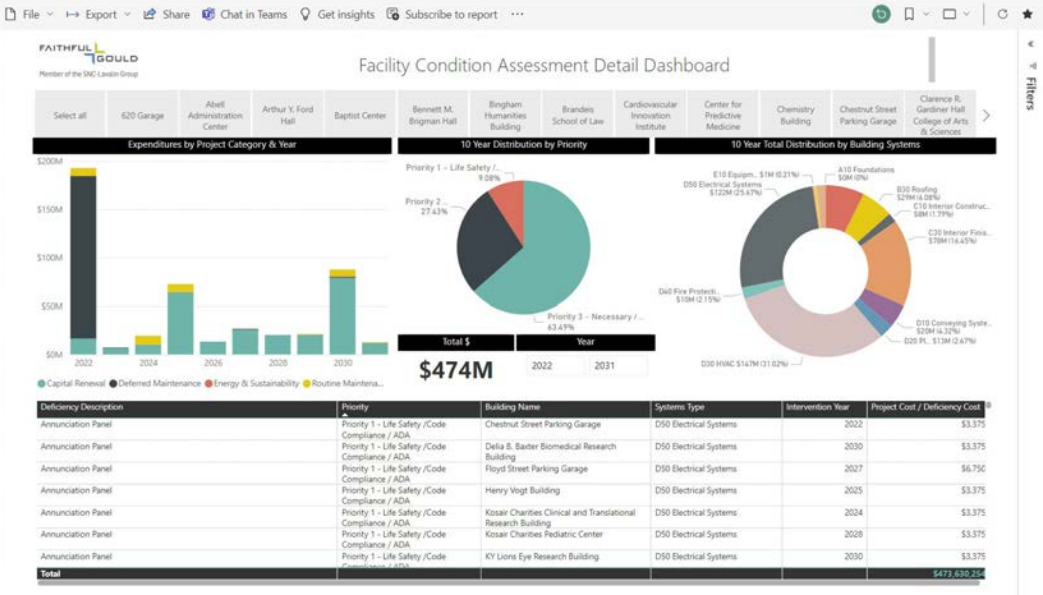 File Export Share Chat in Teams Get insights Subscribe to report ...
FAITHFUL
GOULD
Member of the SNC-Lavalin Group
Facility Condition Assessment Detail Dashboard
Filters
Select all
620 Garage
Abell
Administration
Center
Arthur Y. Ford
Hall
Baptist Center
Bennett M.
Brigman Hall
Bingham
Humanities
Building
Brandeis
School of Law
Cardiovascular
Innovation
Institute
Center for
Predictive
Medicine
Chemistry
Building
Chestnut Street
Parking Garage
Clarence R.
Gardiner Hall
College of Arts
& Sciences
Expenditures by Project Category & Year
$200M
$150M
$100M
$50M
$0M
2022 2024 2026 2028 2030
Capital Renewal Deferred Maintenance Energy & Sustainability Routine Maintena...
10 Year Distribution by Priority
Priority 1 - Life Safety /...
9.08%
Priority 2 ...
27.43%
Priority 3 - Necessary /...
63.49%
Total $
$474M
Year
2022 2031
10 Year Total Distribution by Building Systems
E10 Equipm... $1M (0.21%)
D50 Electrical Systems
$122M (25.67%)
A10 Foundations
$0M (0%)
B30 Roofing
$29M (6.08%)
C10 Interior Construc...
$8M (1.79%)
C30 Interior Finis...
$78M (16.45%)
D40 Fire Protecti...
$10M (2.15%)
D10 Conveying Syste...
$20M (4.32%)
D20 Pl... $13M (2.67%)
D30 HVAC $147M (31.02%)
Deficiency Description Priority Building Name Systems Type Intervention Year Project Cost / Deficiency Cost
Annunciation Panel Priority 1 - Life Safety /Code Chestnut Street Parking Garage D50 Electrical Systems 2022 $3,375
Compliance / ADA
Annunciation Panel Priority 1 - Life Safety /Code Delia B. Baxter Biomedical Research D50 Electrical Systems 2030 $3,375
Compliance / ADA Building
Annunciation Panel Priority 1 - Life Safety /Code Floyd Street Parking Garage D50 Electrical Systems 2027 $6,750
Compliance / ADA
Annunciation Panel Priority 1 - Life Safety /Code Henry Vogt Building D50 Electrical Systems 2025 $3,375
Compliance / ADA
Annunciation Panel Priority 1 - Life Safety /Code Kosair Charities Clinical and Translational D50 Electrical Systems 2024 $3,375
Compliance / ADA Research Building
Annunciation Panel Priority 1 - Life Safety /Code Kosair Charities Pediatric Center D50 Electrical Systems 2028 $3,375
Compliance / ADA
Annunciation Panel Priority 1 - Life Safety /Code KY Lions Eye Research Building D50 Electrical Systems 2030 $3,375
Compliance / ADA
Total $473,630,254